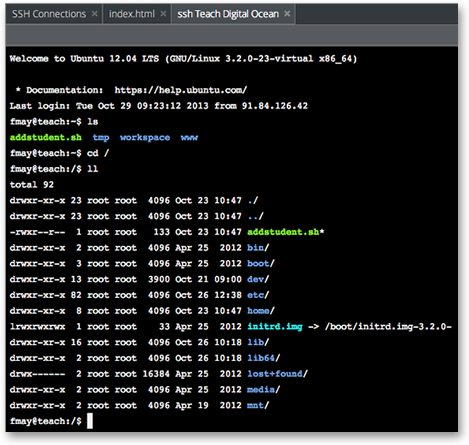 SSH Connections × index.html × ssh Teach Digital Ocean ×
Welcome to Ubuntu 12.04 LTS (GNU/Linux 3.2.0-23-virtual x86_64)
* Documentation:  https://help.ubuntu.com/
Last login: Tue Oct 29 09:23:12 2013 from 91.84.126.42
fmay@teach:~$ ls
addstudent.sh  tmp  workspace  www
fmay@teach:~$ cd /
fmay@teach:/$ ll
total 92
drwxr-xr-x 23 root root  4096 Oct 23 10:47 ./
drwxr-xr-x 23 root root  4096 Oct 23 10:47 ../
-rwxr--r--  1 root root   133 Oct 23 10:47 addstudent.sh*
drwxr-xr-x  2 root root  4096 Apr 25  2012 bin/
drwxr-xr-x  3 root root  4096 Apr 25  2012 boot/
drwxr-xr-x 13 root root  3900 Oct 21 09:00 dev/
drwxr-xr-x 82 root root  4096 Oct 26 12:38 etc/
drwxr-xr-x  8 root root  4096 Oct 23 10:47 home/
lrwxrwxrwx  1 root root    33 Apr 25  2012 initrd.img -> /boot/initrd.img-3.2.0-
drwxr-xr-x 16 root root  4096 Oct 26 10:18 lib/
drwxr-xr-x  2 root root  4096 Oct 26 10:18 lib64/
drwx------  2 root root 16384 Apr 25  2012 lost+found/
drwxr-xr-x  2 root root  4096 Apr 25  2012 media/
drwxr-xr-x  2 root root  4096 Apr 19  2012 mnt/
fmay@teach:/$